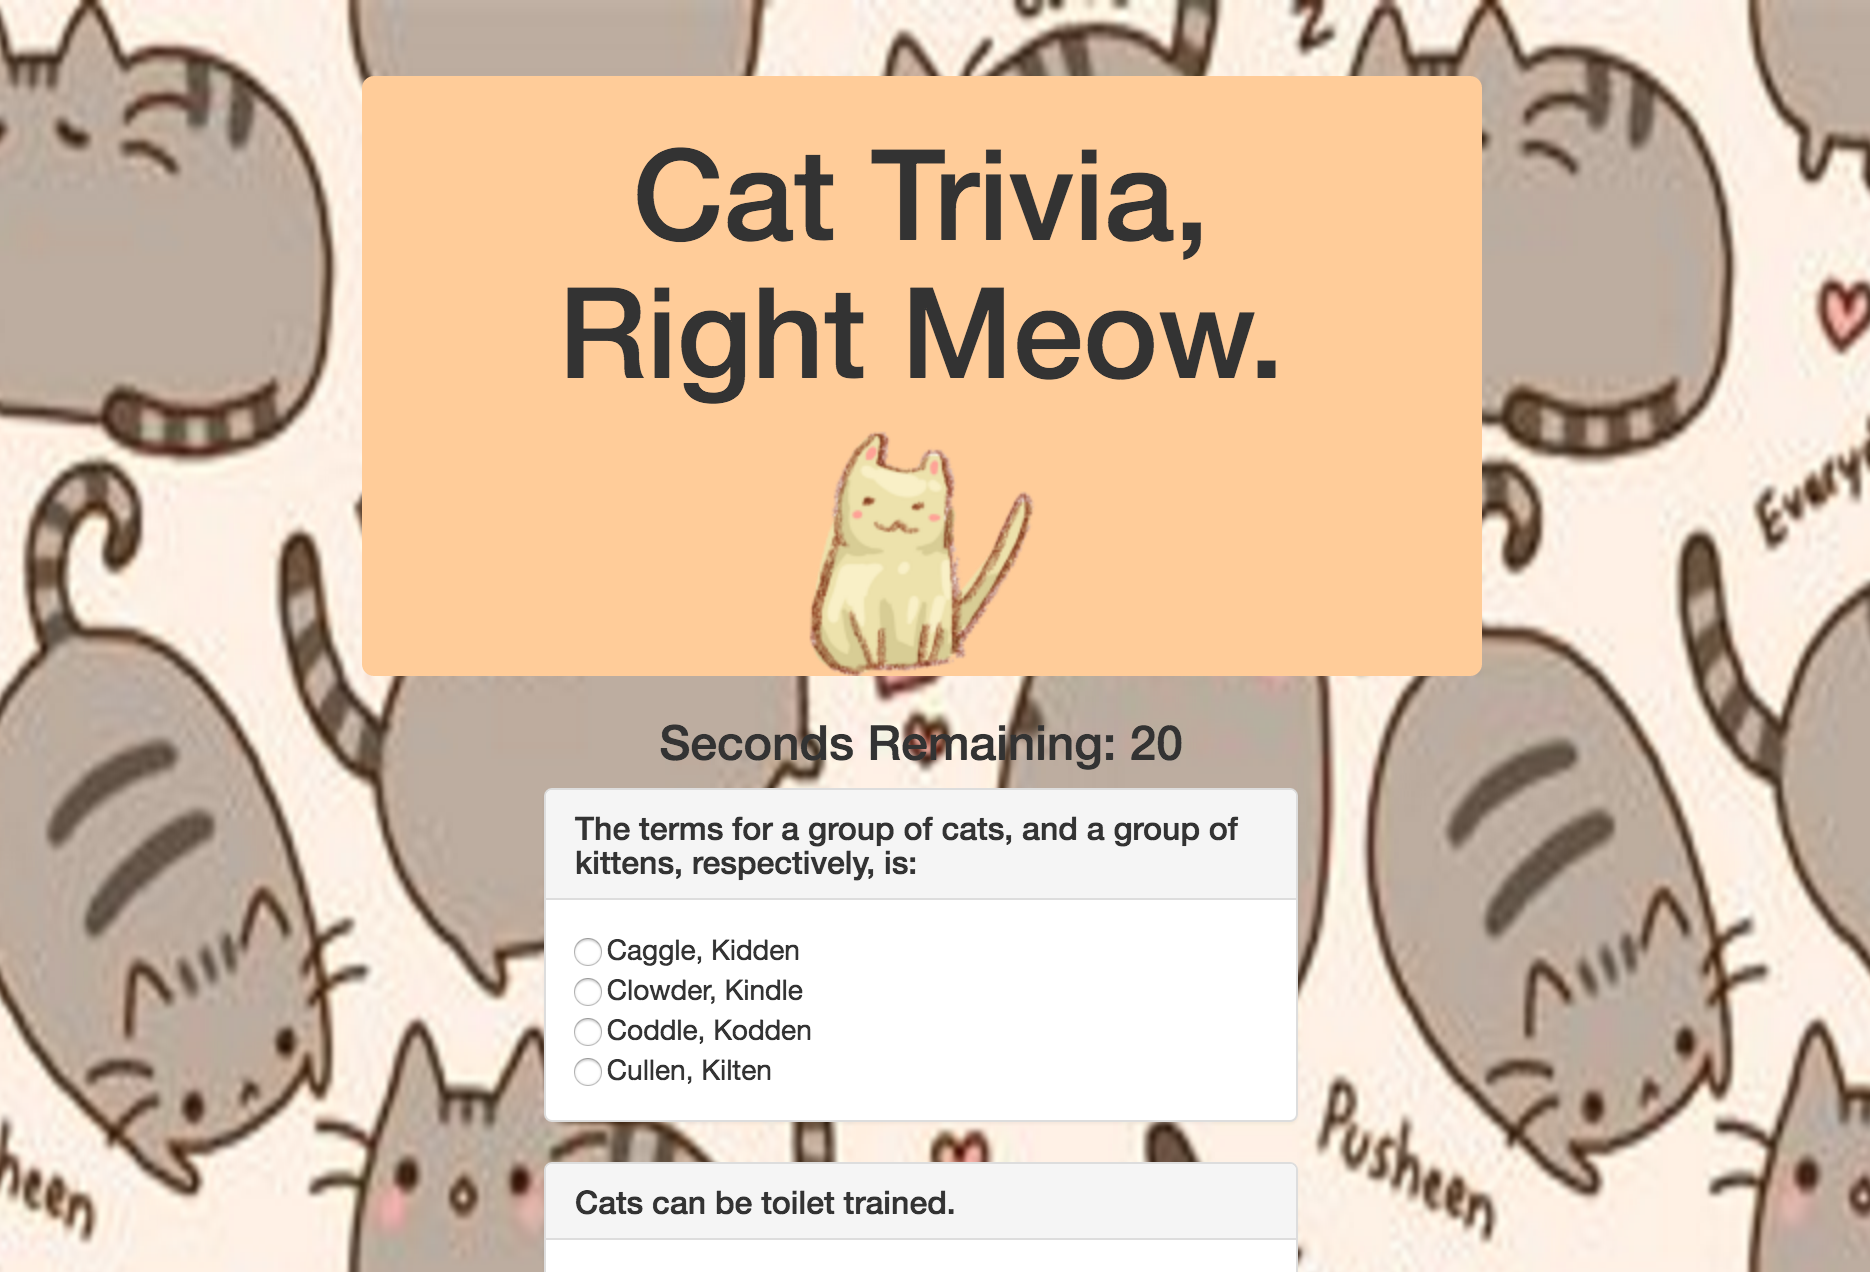 Cat Trivia,
Right Meow.
Seconds Remaining: 20
The terms for a group of cats, and a group of
kittens, respectively, is:
Caggle, Kidden
Clowder, Kindle
Coddle, Kodden
Cullen, Kilten
Cats can be toilet trained.
Pusheen
heen